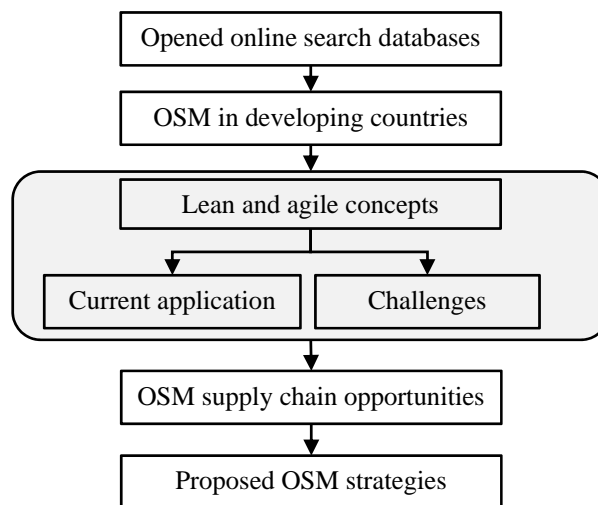 Opened online search databases
OSM in developing countries
Lean and agile concepts
Current application
Challenges
OSM supply chain opportunities
Proposed OSM strategies